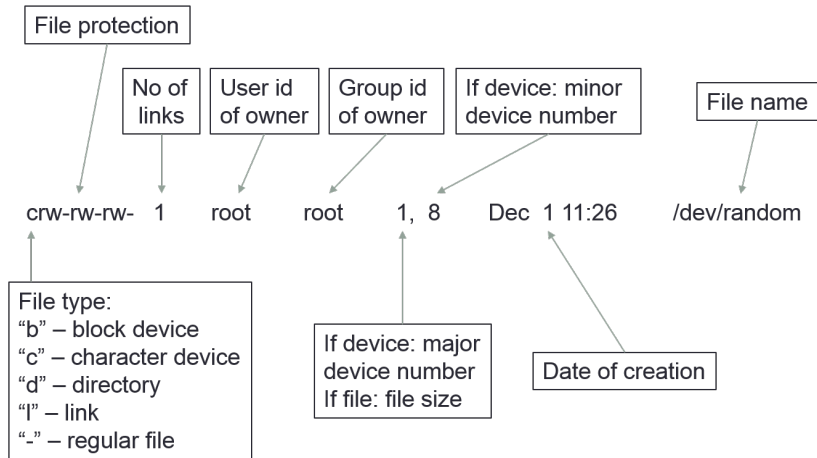 File protection
No of
links
User id
of owner
Group id
of owner
If device: minor
device number
File name
crw-rw-rw- 1 root root 1, 8 Dec 1 11:26 /dev/random
File type:
“b” – block device
“c” – character device
“d” – directory
“l” – link
“-” – regular file
If device: major
device number
If file: file size
Date of creation